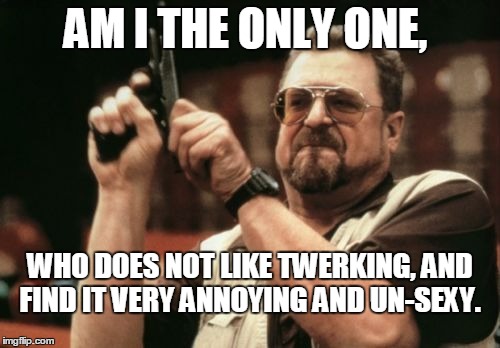 AM I THE ONLY ONE,
WHO DOES NOT LIKE TWERKING, AND
FIND IT VERY ANNOYING AND UN-SEXY.
imgflip.com